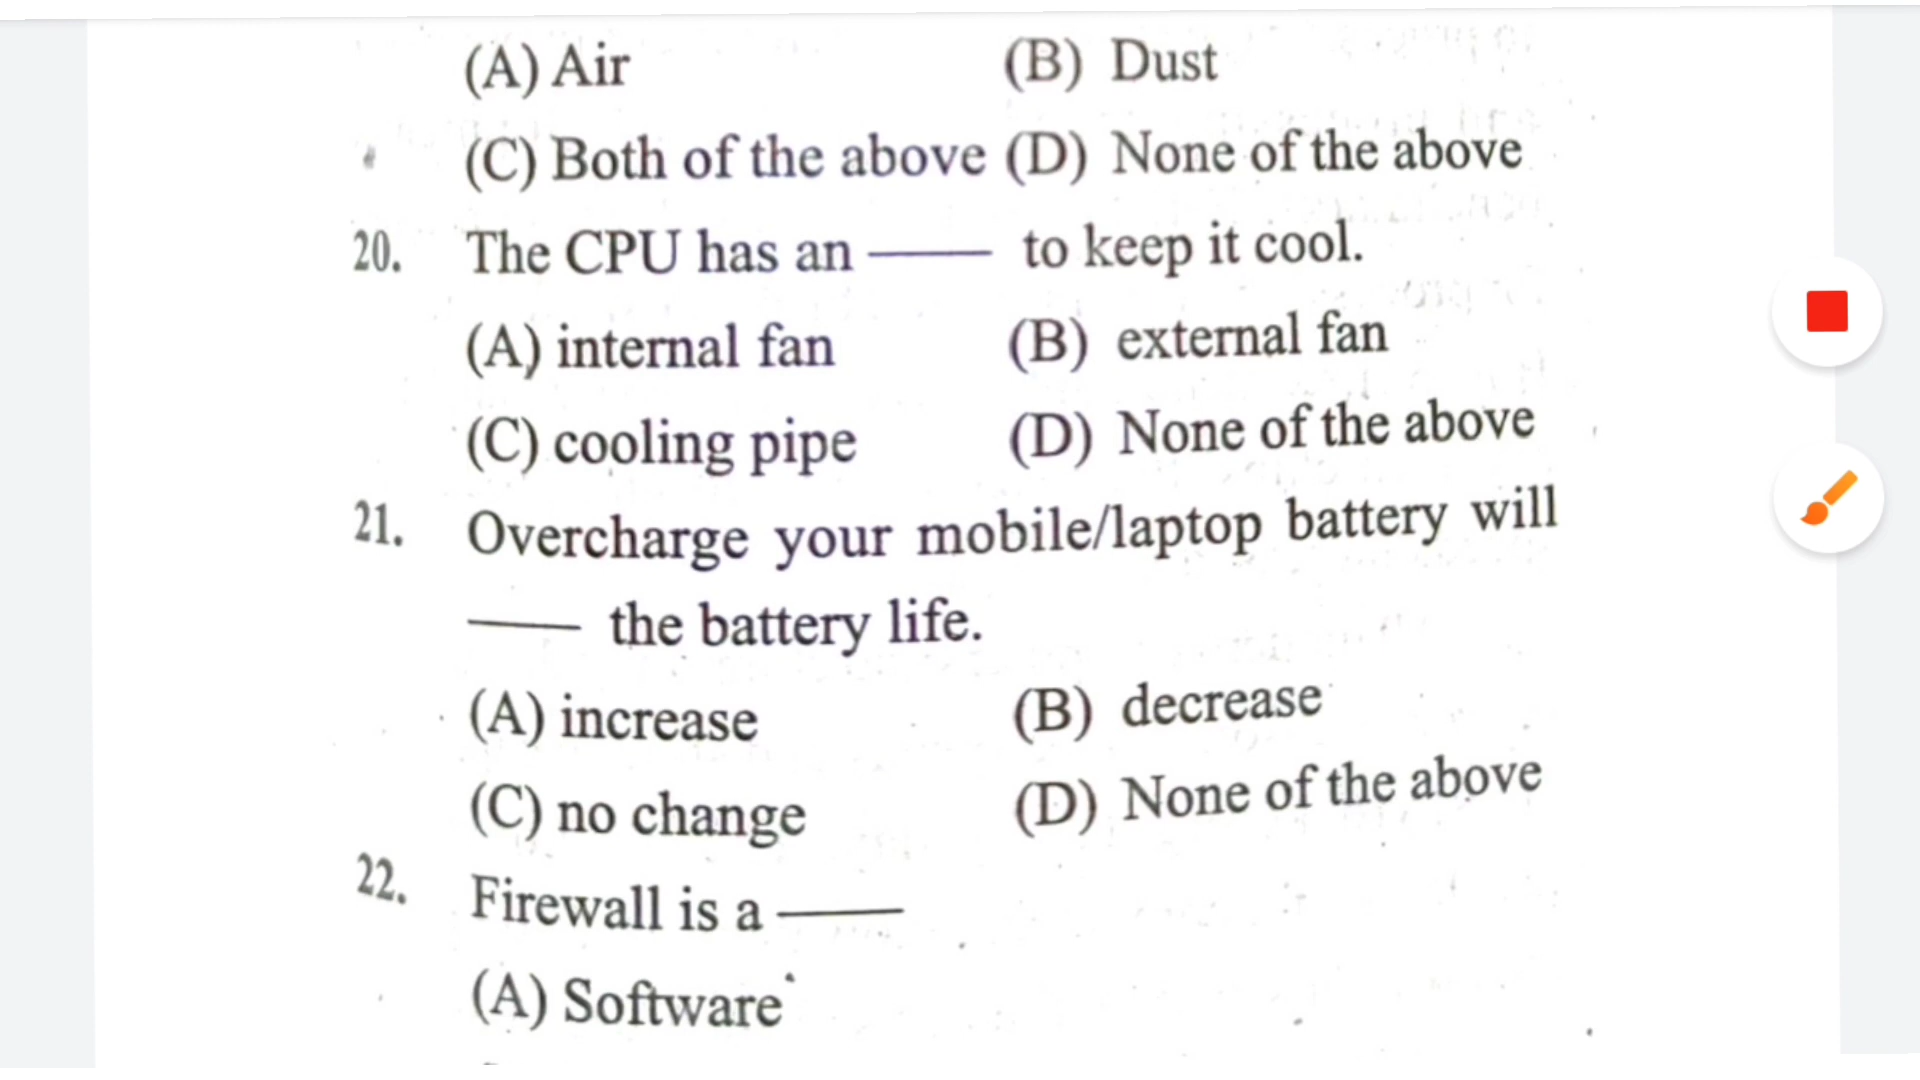 (A) Air (B) Dust
(C) Both of the above (D) None of the above
20. The CPU has an —— to keep it cool.
(A) internal fan (B) external fan
(C) cooling pipe (D) None of the above
21. Overcharge your mobile/laptop battery will
—— the battery life.
(A) increase (B) decrease
(C) no change (D) None of the above
22. Firewall is a ——
(A) Software